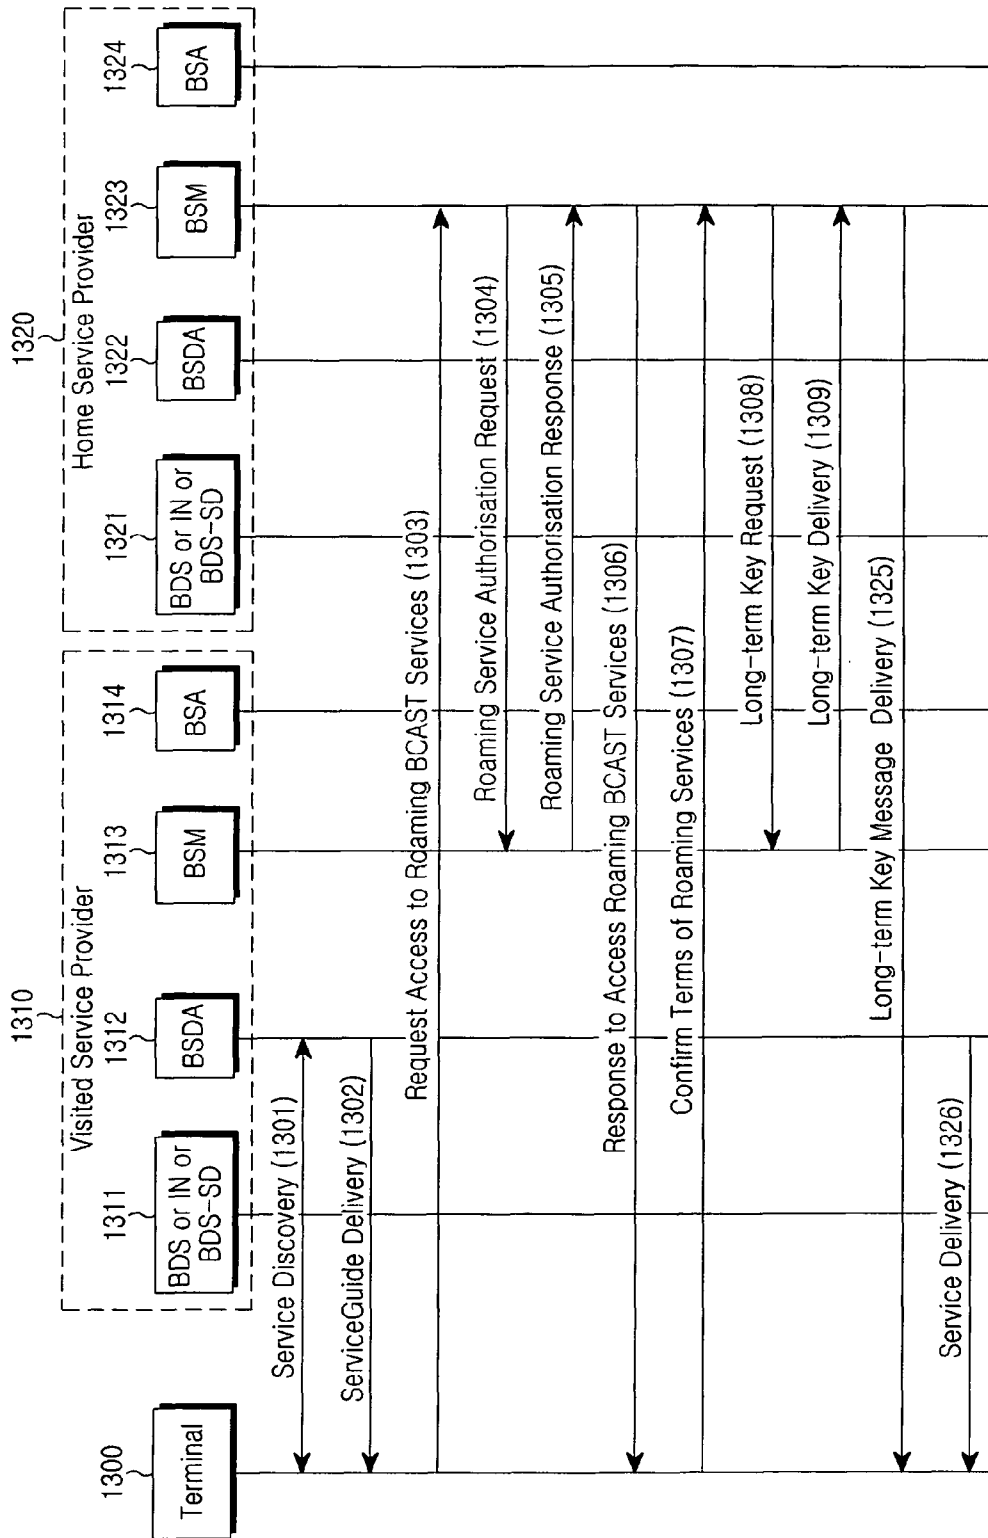 1310
1320
Visited Service Provider
Home Service Provider
1300
1311
1312
1313
1314
1321
1322
1323
1324
Terminal
BDS or IN or
BDS-SD
BSDA
BSM
BSA
BDS or IN or
BDS-SD
BSDA
BSM
BSA
Service Discovery (1301)
ServiceGuide Delivery (1302)
Request Access to Roaming BCAST Services (1303)
Roaming Service Authorisation Request (1304)
Roaming Service Authorisation Response (1305)
Response to Access Roaming BCAST Services (1306)
Confirm Terms of Roaming Services (1307)
Long-term Key Request (1308)
Long-term Key Delivery (1309)
Long-term Key Message Delivery (1325)
Service Delivery (1326)